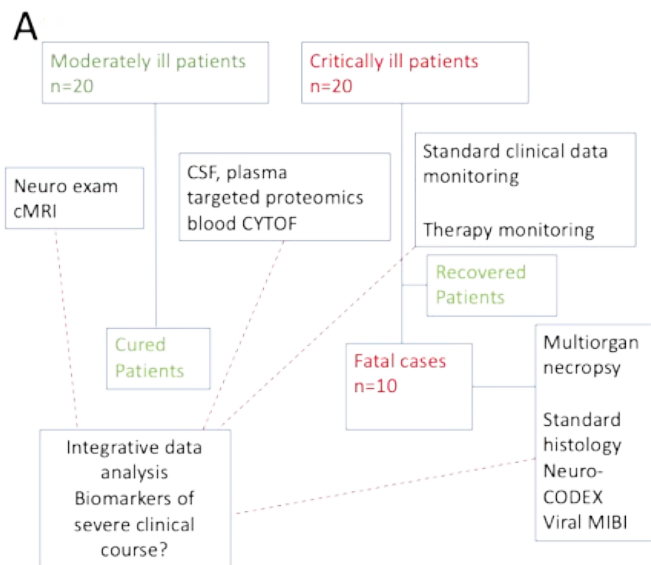 A
Moderately ill patients
n=20
Critically ill patients
n=20
Neuro exam
cMRI
CSF, plasma
targeted proteomics
blood CYTOF
Standard clinical data
monitoring
Therapy monitoring
Recovered
Patients
Cured
Patients
Fatal cases
n=10
Multiorgan
necropsy
Standard
histology
Neuro-
CODEX
Viral MIBI
Integrative data
analysis
Biomarkers of
severe clinical
course?